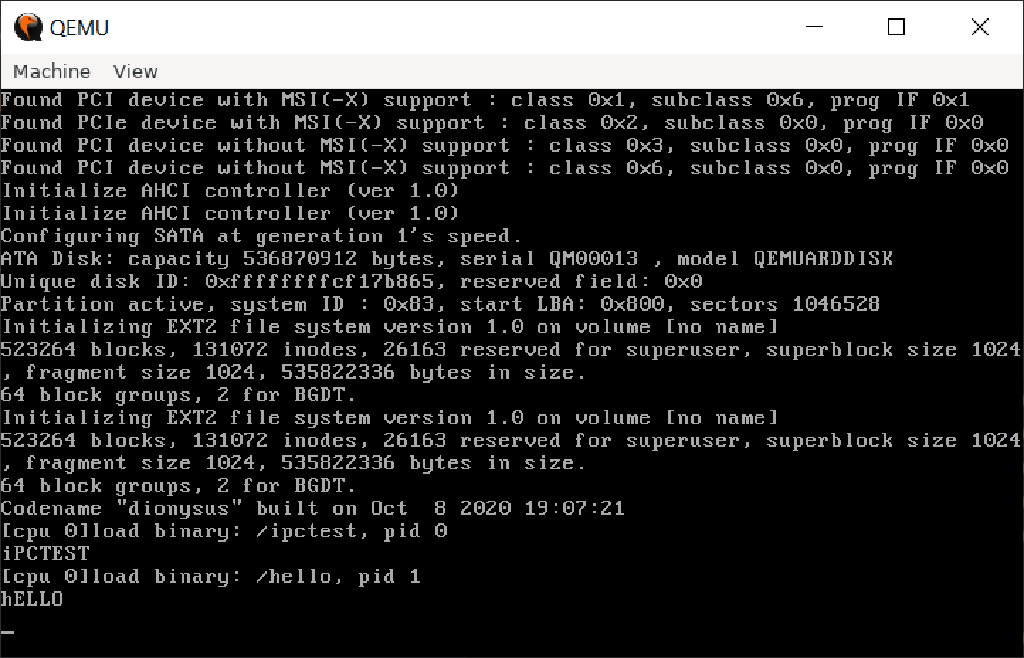 QEMU
Machine View
Found PCI device with MSI(-X) support : class 0x1, subclass 0x6, prog IF 0x1
Found PCIe device with MSI(-X) support : class 0x2, subclass 0x0, prog IF 0x0
Found PCI device without MSI(-X) support : class 0x3, subclass 0x0, prog IF 0x0
Found PCI device without MSI(-X) support : class 0x6, subclass 0x0, prog IF 0x0
Initialize AHCI controller (ver 1.0)
Initialize AHCI controller (ver 1.0)
Configuring SATA at generation 1's speed.
ATA Disk: capacity 536870912 bytes, serial QM00013 , model QEMUARDDISK
Unique disk ID: 0xffffffffcf17b865, reserved field: 0x0
Partition active, system ID : 0x83, start LBA: 0x800, sectors 1046528
Initializing EXT2 file system version 1.0 on volume [no name]
523264 blocks, 131072 inodes, 26163 reserved for superuser, superblock size 1024
, fragment size 1024, 535822336 bytes in size.
64 block groups, 2 for BGDT.
Initializing EXT2 file system version 1.0 on volume [no name]
523264 blocks, 131072 inodes, 26163 reserved for superuser, superblock size 1024
, fragment size 1024, 535822336 bytes in size.
64 block groups, 2 for BGDT.
Codename "dionysus" built on Oct  8 2020 19:07:21
[cpu 0]load binary: /ipctest, pid 0
iPCTEST
[cpu 0]load binary: /hello, pid 1
hELLO